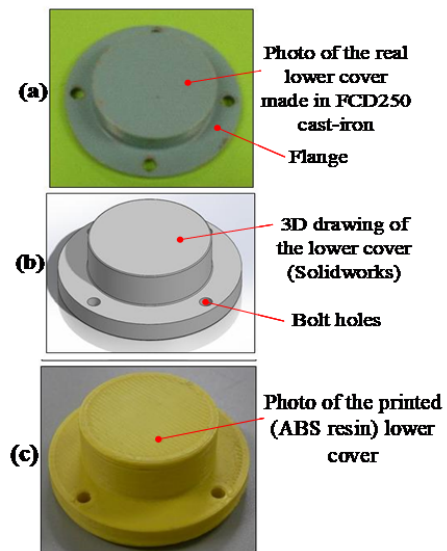 (a)
Photo of the real
lower cover
made in FCD250
cast-iron
Flange
(b)
3D drawing of
the lower cover
(Solidworks)
Bolt holes
(c)
Photo of the printed
(ABS resin) lower
cover